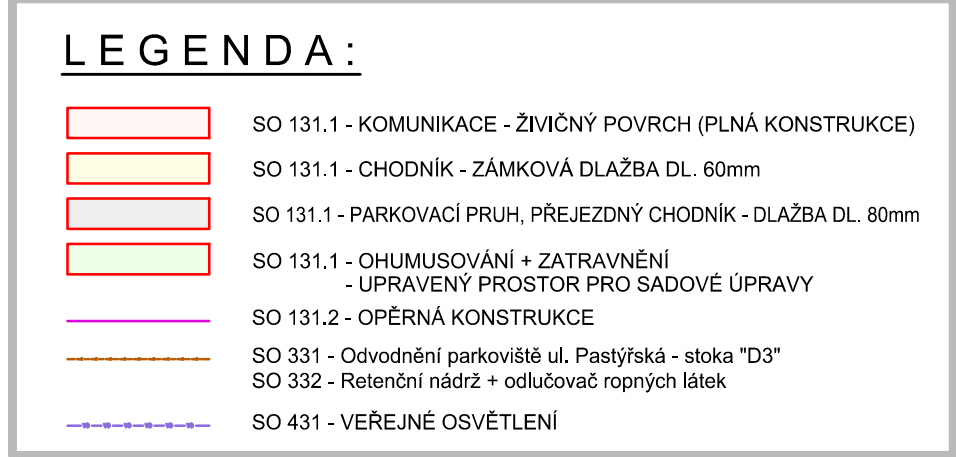 LEGENDA:
SO 131.1 - KOMUNIKACE - ŽIVIČNÝ POVRCH (PLNÁ KONSTRUKCE)
SO 131.1 - CHODNÍK - ZÁMKOVÁ DLAŽBA DL. 60mm
SO 131.1 - PARKOVACÍ PRUH, PŘEJEZDNÝ CHODNÍK - DLAŽBA DL. 80mm
SO 131.1 - OHUMUSOVÁNÍ + ZATRAVNĚNÍ
- UPRAVENÝ PROSTOR PRO SADOVÉ ÚPRAVY
SO 131.2 - OPĚRNÁ KONSTRUKCE
SO 331 - Odvodnění parkoviště ul. Pastýřská - stoka "D3"
SO 332 - Retenční nádrž + odlučovač ropných látek
SO 431 - VEŘEJNÉ OSVĚTLENÍ